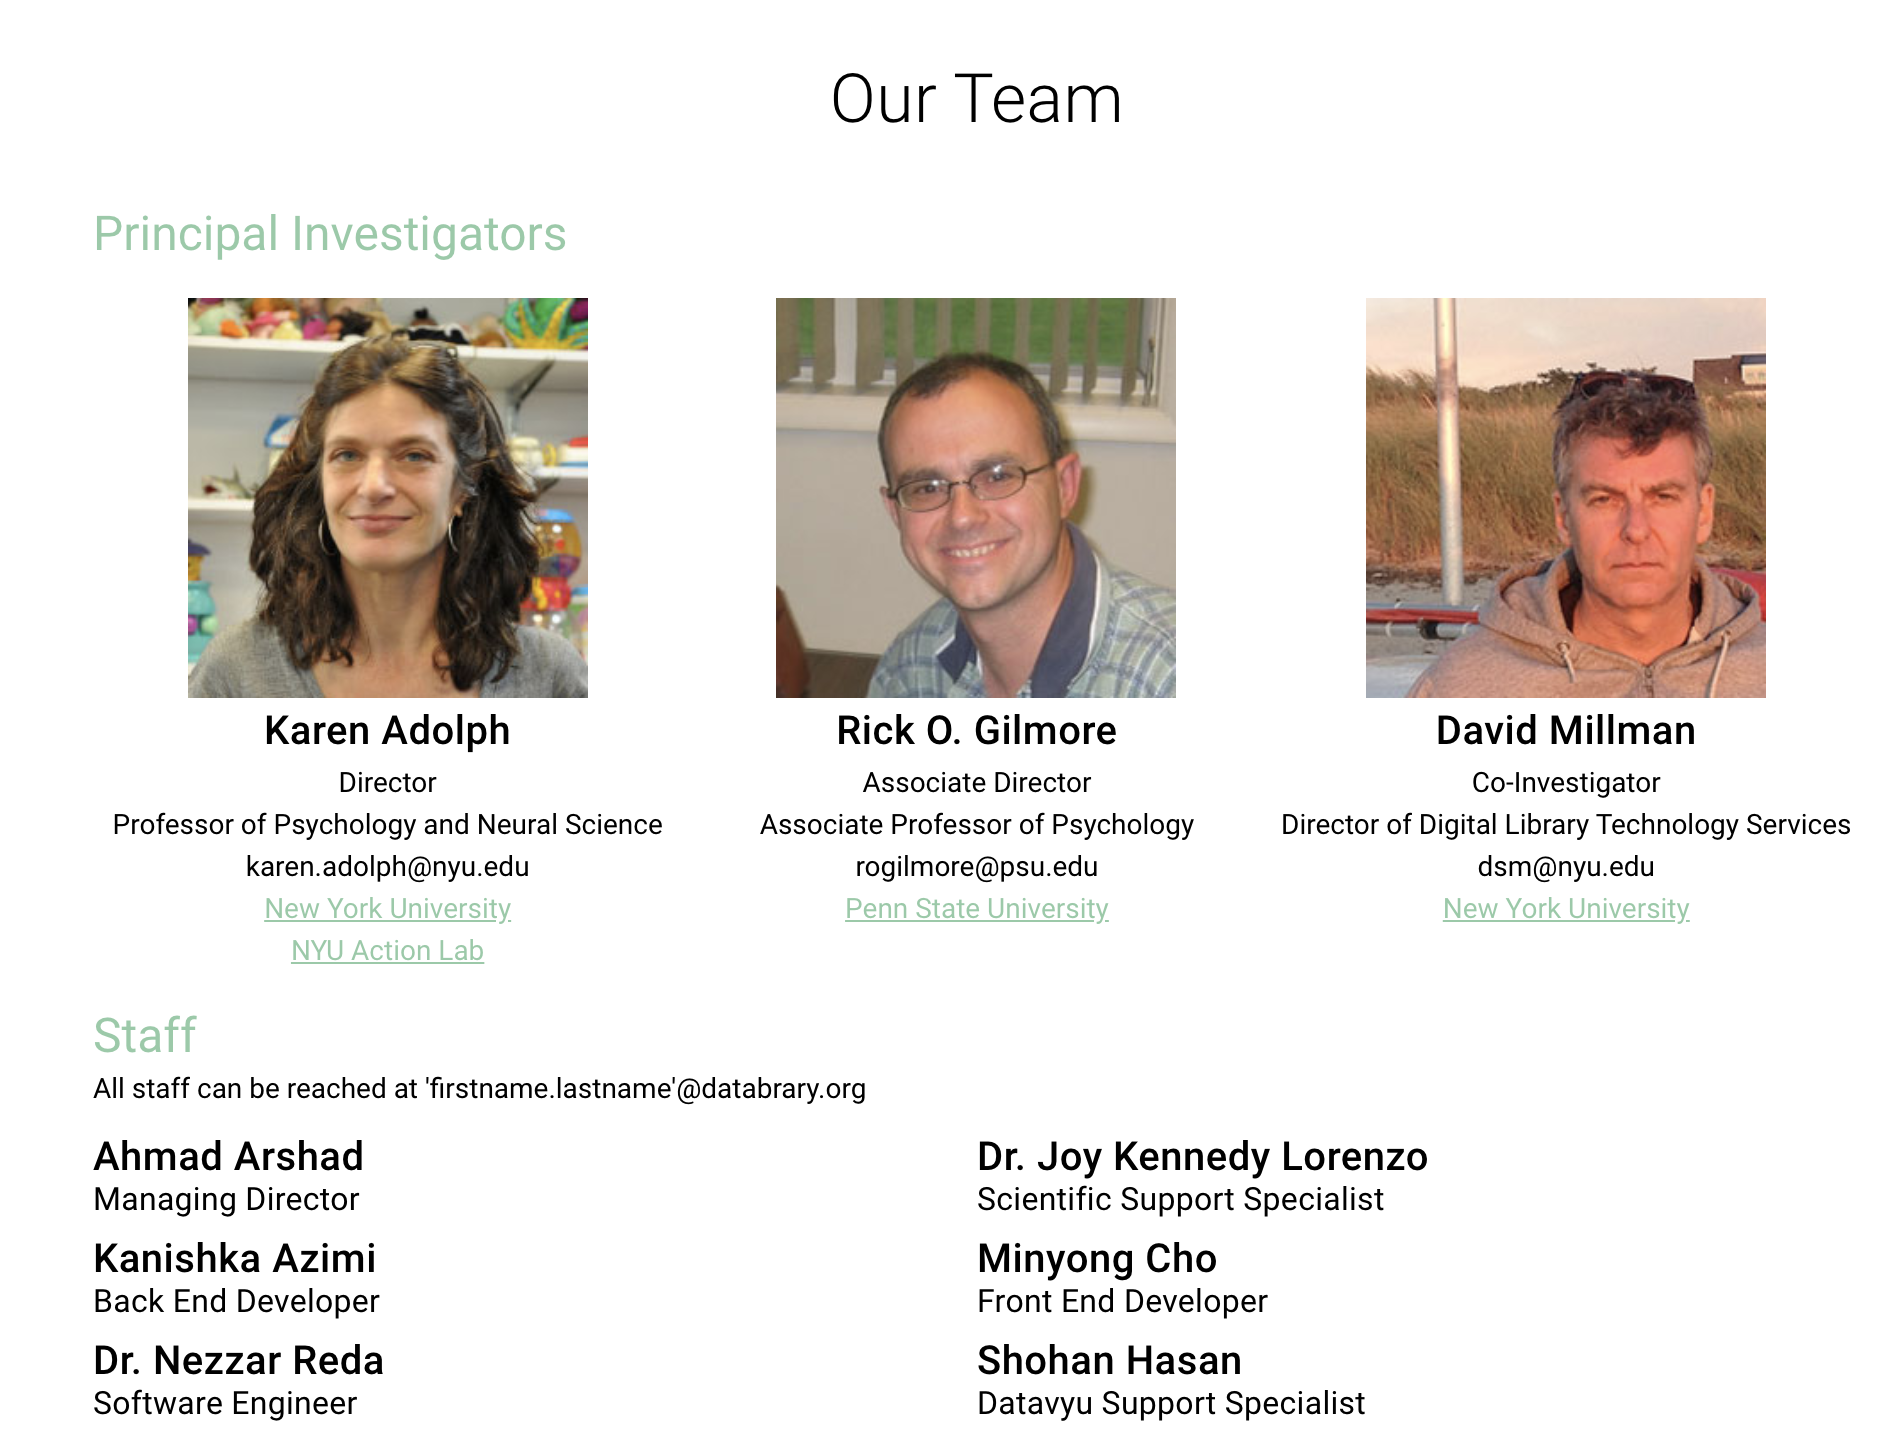 Our Team
Principal Investigators
Karen Adolph
Director
Professor of Psychology and Neural Science
karen.adolph@nyu.edu
New York University
NYU Action Lab
Rick O. Gilmore
Associate Director
Associate Professor of Psychology
rogilmore@psu.edu
Penn State University
David Millman
Co-Investigator
Director of Digital Library Technology Services
dsm@nyu.edu
New York University
Staff
All staff can be reached at 'firstname.lastname'@databrary.org
Ahmad Arshad
Managing Director
Dr. Joy Kennedy Lorenzo
Scientific Support Specialist
Kanishka Azimi
Back End Developer
Minyong Cho
Front End Developer
Dr. Nezzar Reda
Software Engineer
Shohan Hasan
Datavyu Support Specialist